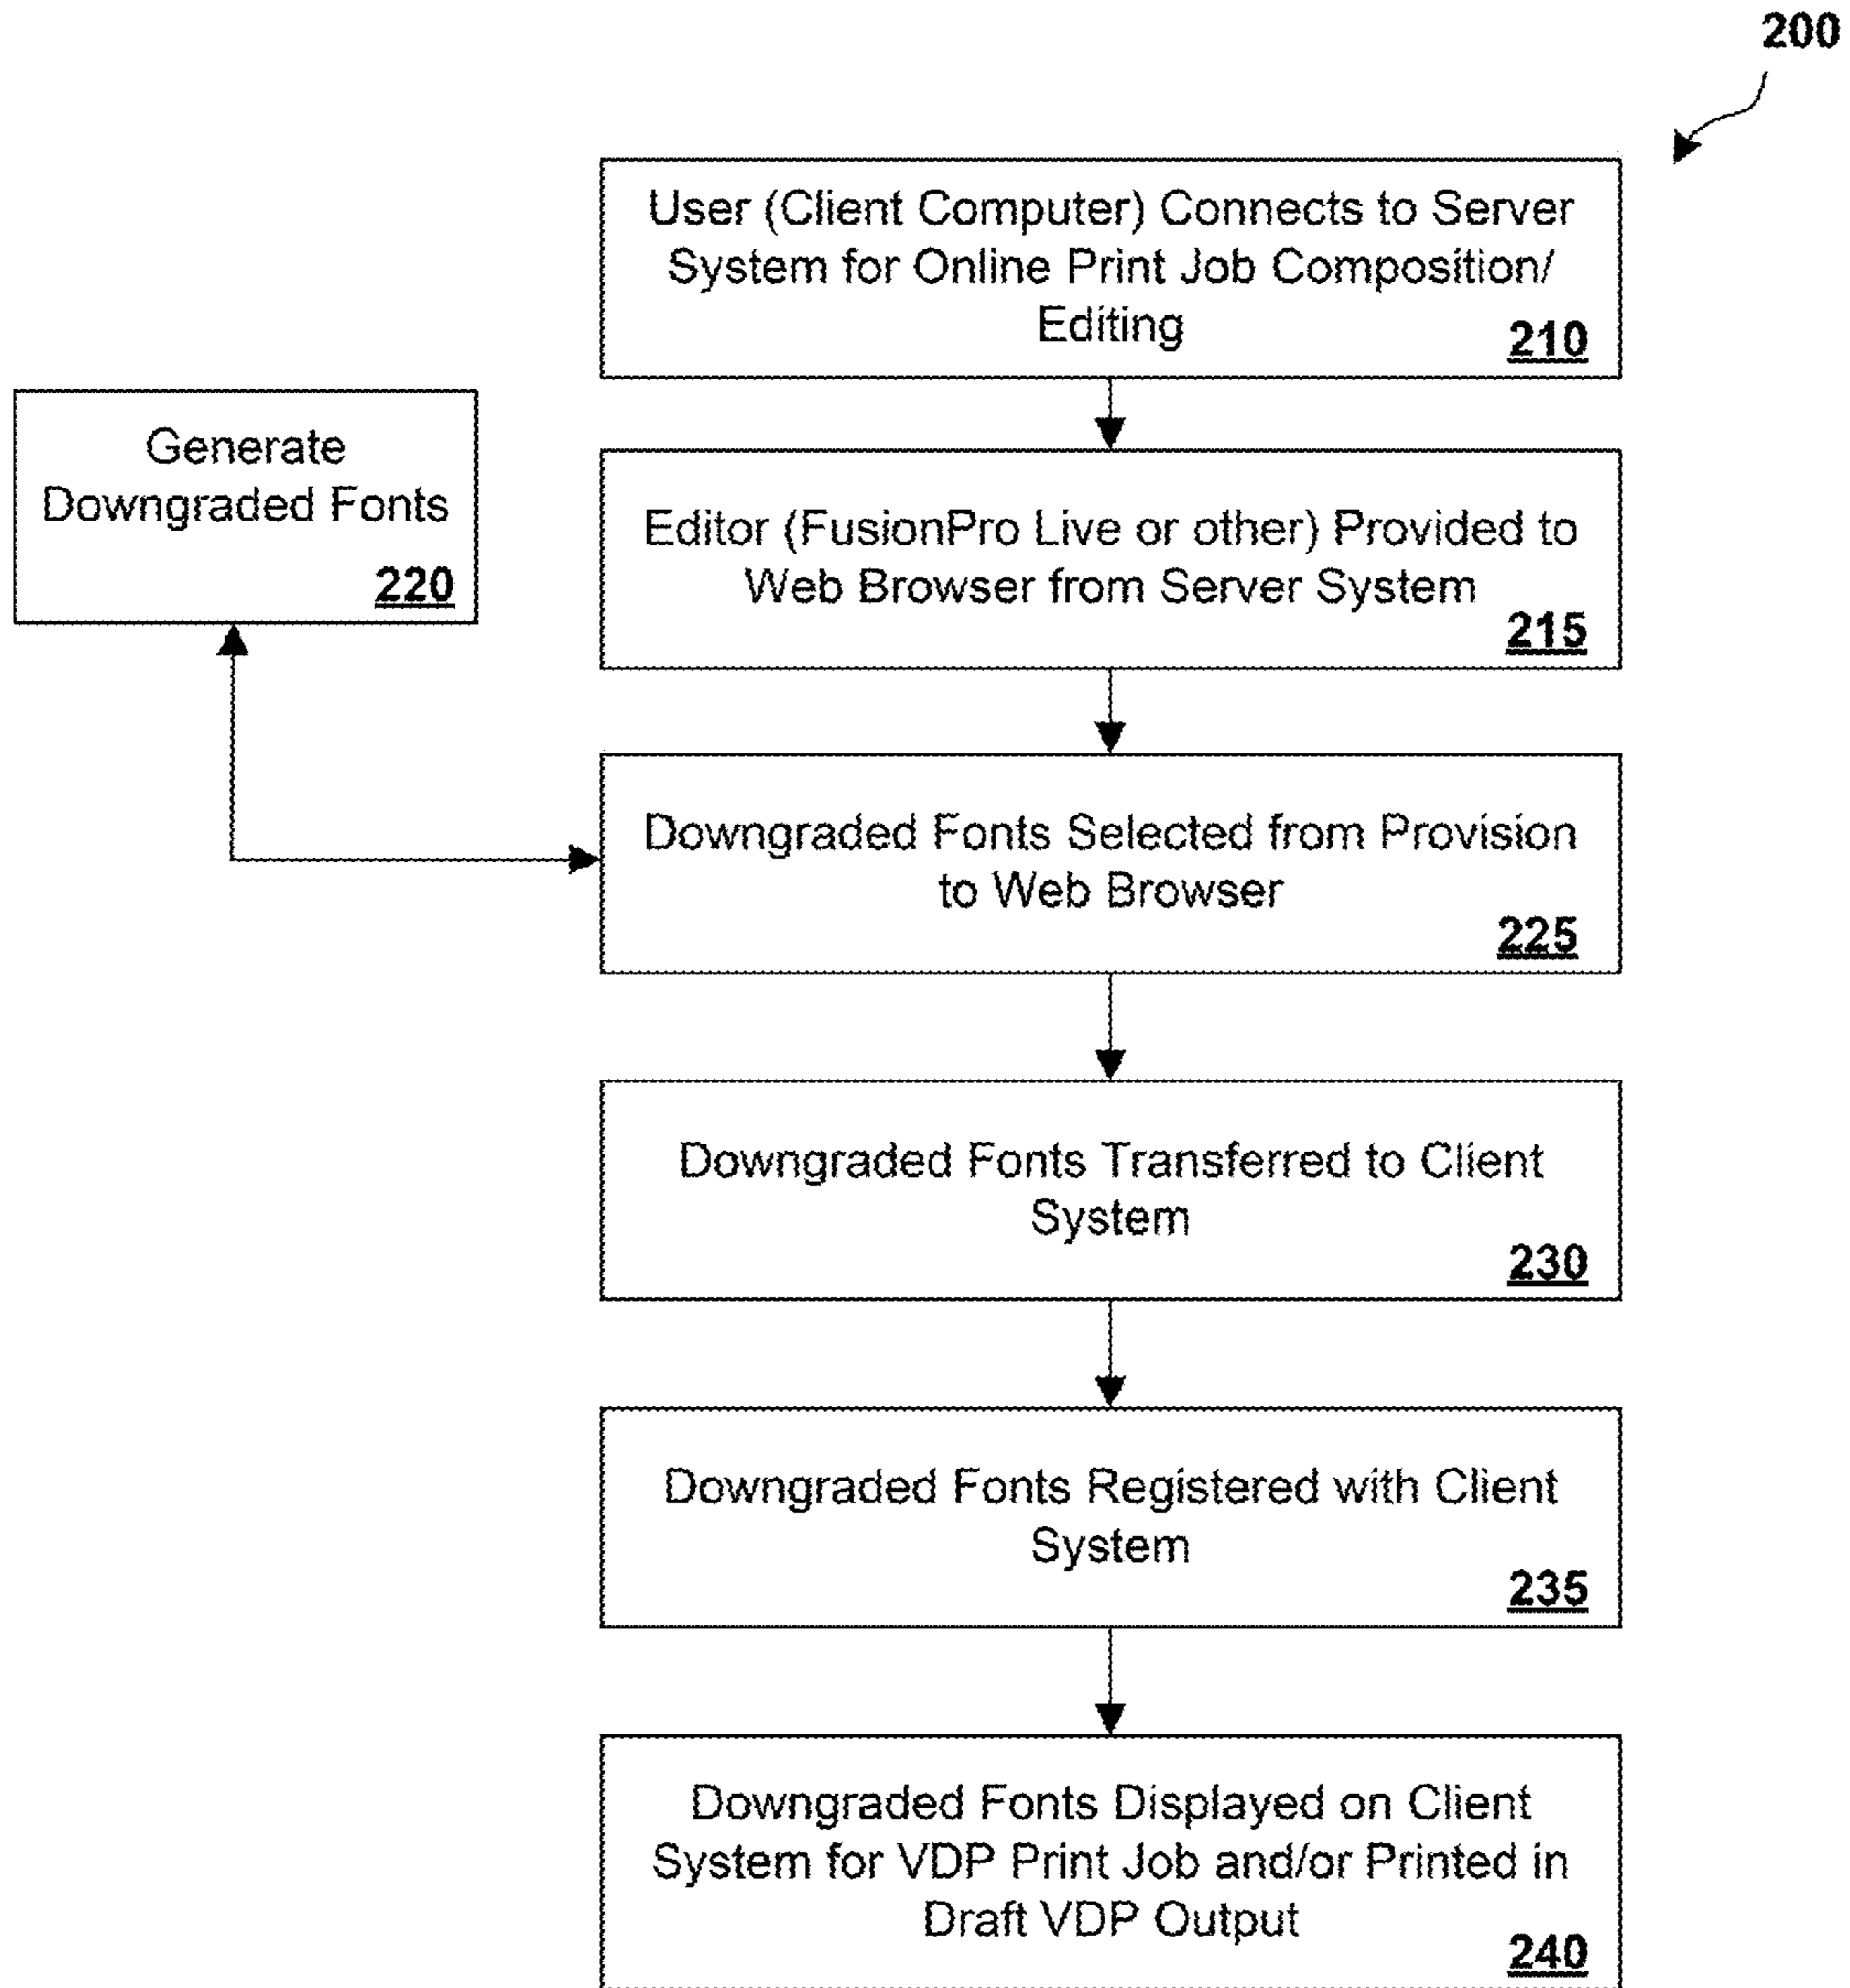 200
User (Client Computer) Connects to Server
System for Online Print Job Composition/
Editing
210
Generate
Downgraded Fonts
220
Editor (FusionPro Live or other) Provided to
Web Browser from Server System
215
Downgraded Fonts Selected from Provision
to Web Browser
225
Downgraded Fonts Transferred to Client
System
230
Downgraded Fonts Registered with Client
System
235
Downgraded Fonts Displayed on Client
System for VDP Print Job and/or Printed in
Draft VDP Output
240